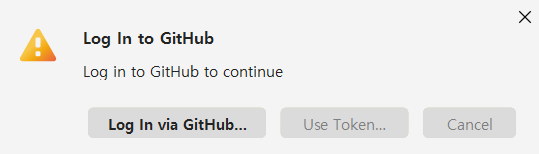 Log In to GitHub
Log in to GitHub to continue
Log In via GitHub...
Use Token...
Cancel